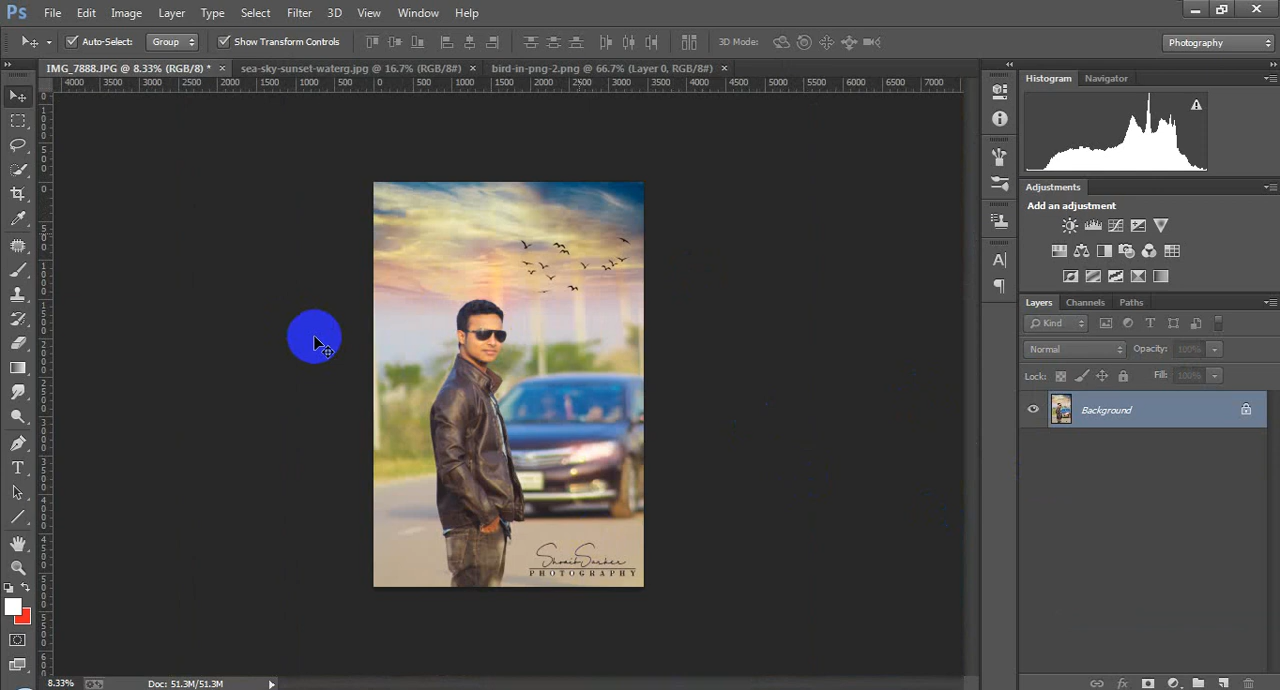 Ps File Edit Image Layer Type Select Filter 3D View Window Help
Auto-Select: Group Show Transform Controls 3D Mode: Photography
IMG_7888.JPG @ 8.33% (RGB/8) * × sea-sky-sunset-waterg.jpg @ 16.7% (RGB/8#) × bird-in-png-2.png @ 66.7% (Layer 0, RGB/8#) ×
4000 3500 3000 2500 2000 1500 1000 500 0 500 1000 1500 2000 2500 3000 3500 4000 4500 5000 5500 6000 6500 7000
Histogram Navigator
Adjustments
Add an adjustment
Layers Channels Paths
Kind
Normal Opacity: 100%
Lock: Fill: 100%
Background
Shoaib Sarker
PHOTOGRAPHY
8.33% Doc: 51.3M/51.3M